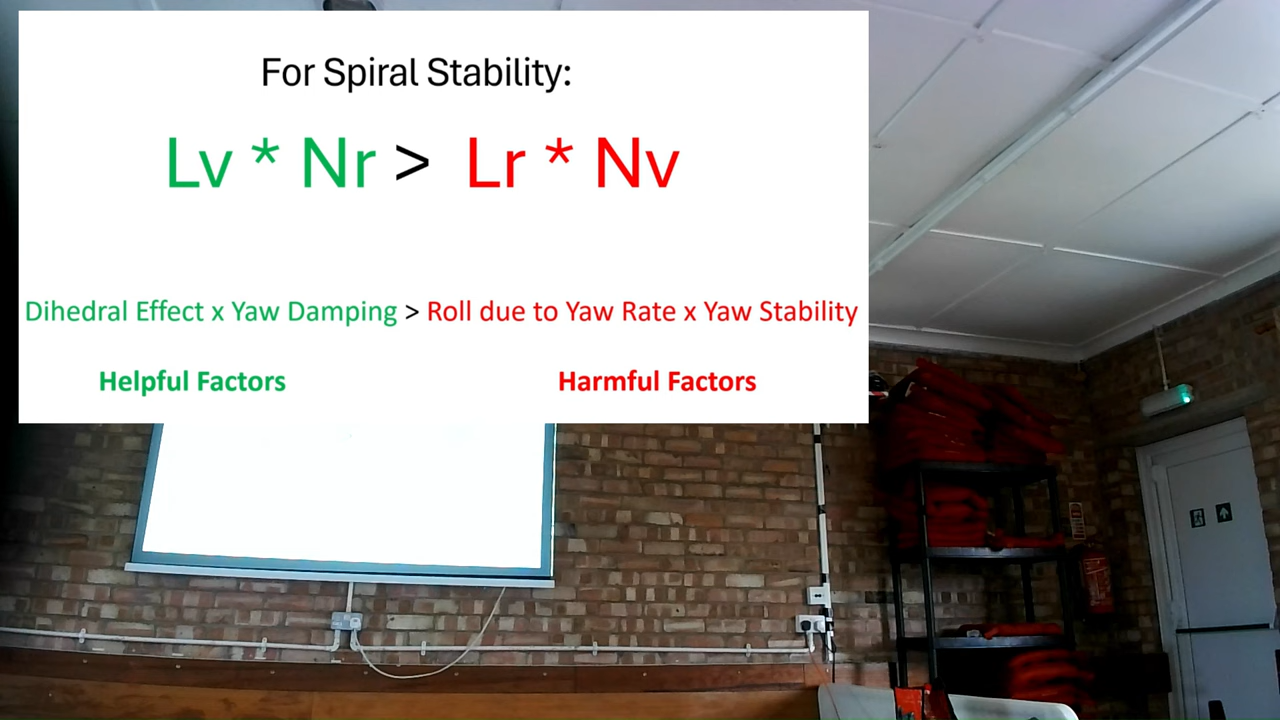 For Spiral Stability:
Lv * Nr > Lr * Nv
Dihedral Effect x Yaw Damping > Roll due to Yaw Rate x Yaw Stability
Helpful Factors Harmful Factors